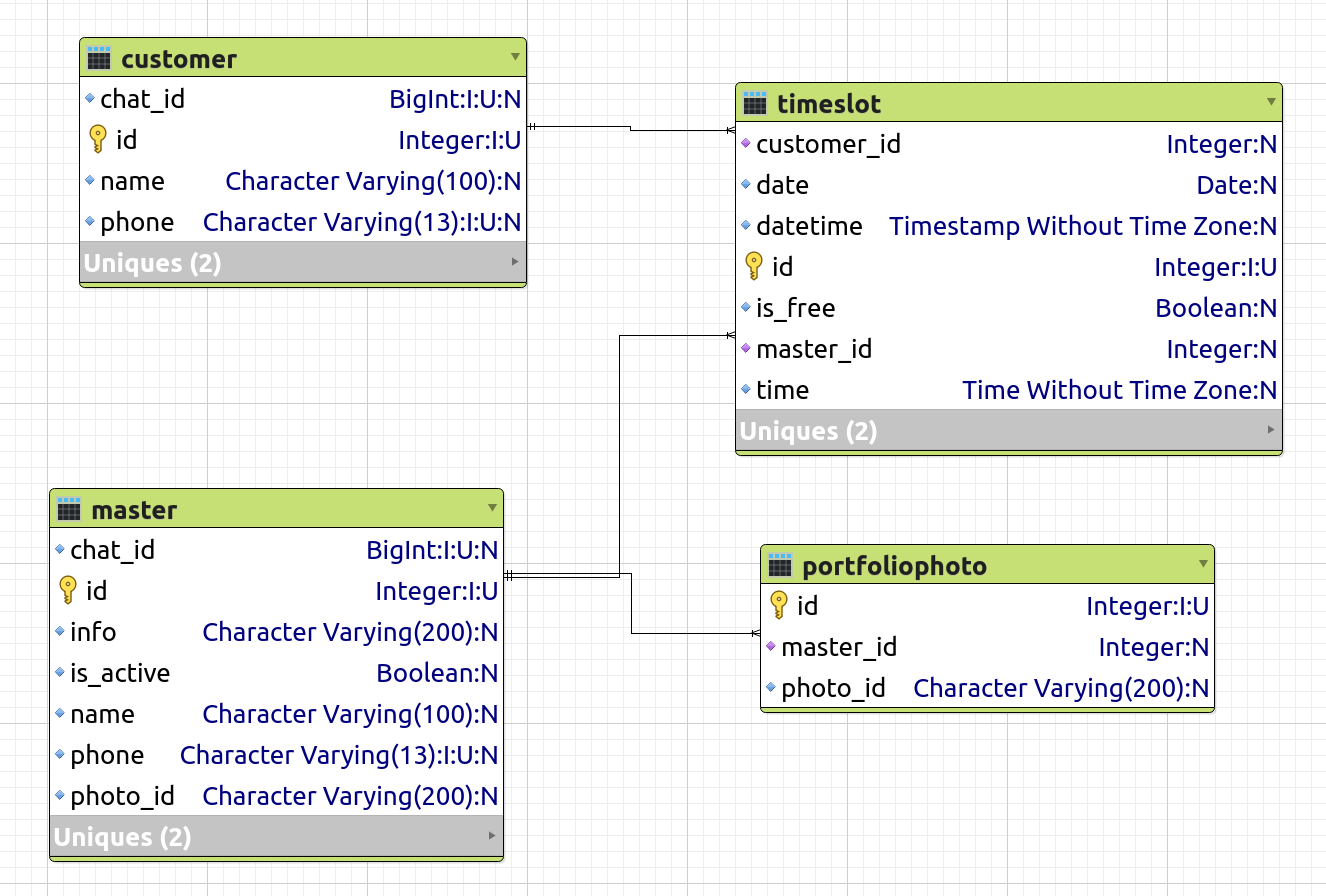 customer
chat_id BigInt:I:U:N
id Integer:I:U
name Character Varying(100):N
phone Character Varying(13):I:U:N
Uniques (2)
timeslot
customer_id Integer:N
date Date:N
datetime Timestamp Without Time Zone:N
id Integer:I:U
is_free Boolean:N
master_id Integer:N
time Time Without Time Zone:N
Uniques (2)
master
chat_id BigInt:I:U:N
id Integer:I:U
info Character Varying(200):N
is_active Boolean:N
name Character Varying(100):N
phone Character Varying(13):I:U:N
photo_id Character Varying(200):N
Uniques (2)
portfoliophoto
id Integer:I:U
master_id Integer:N
photo_id Character Varying(200):N